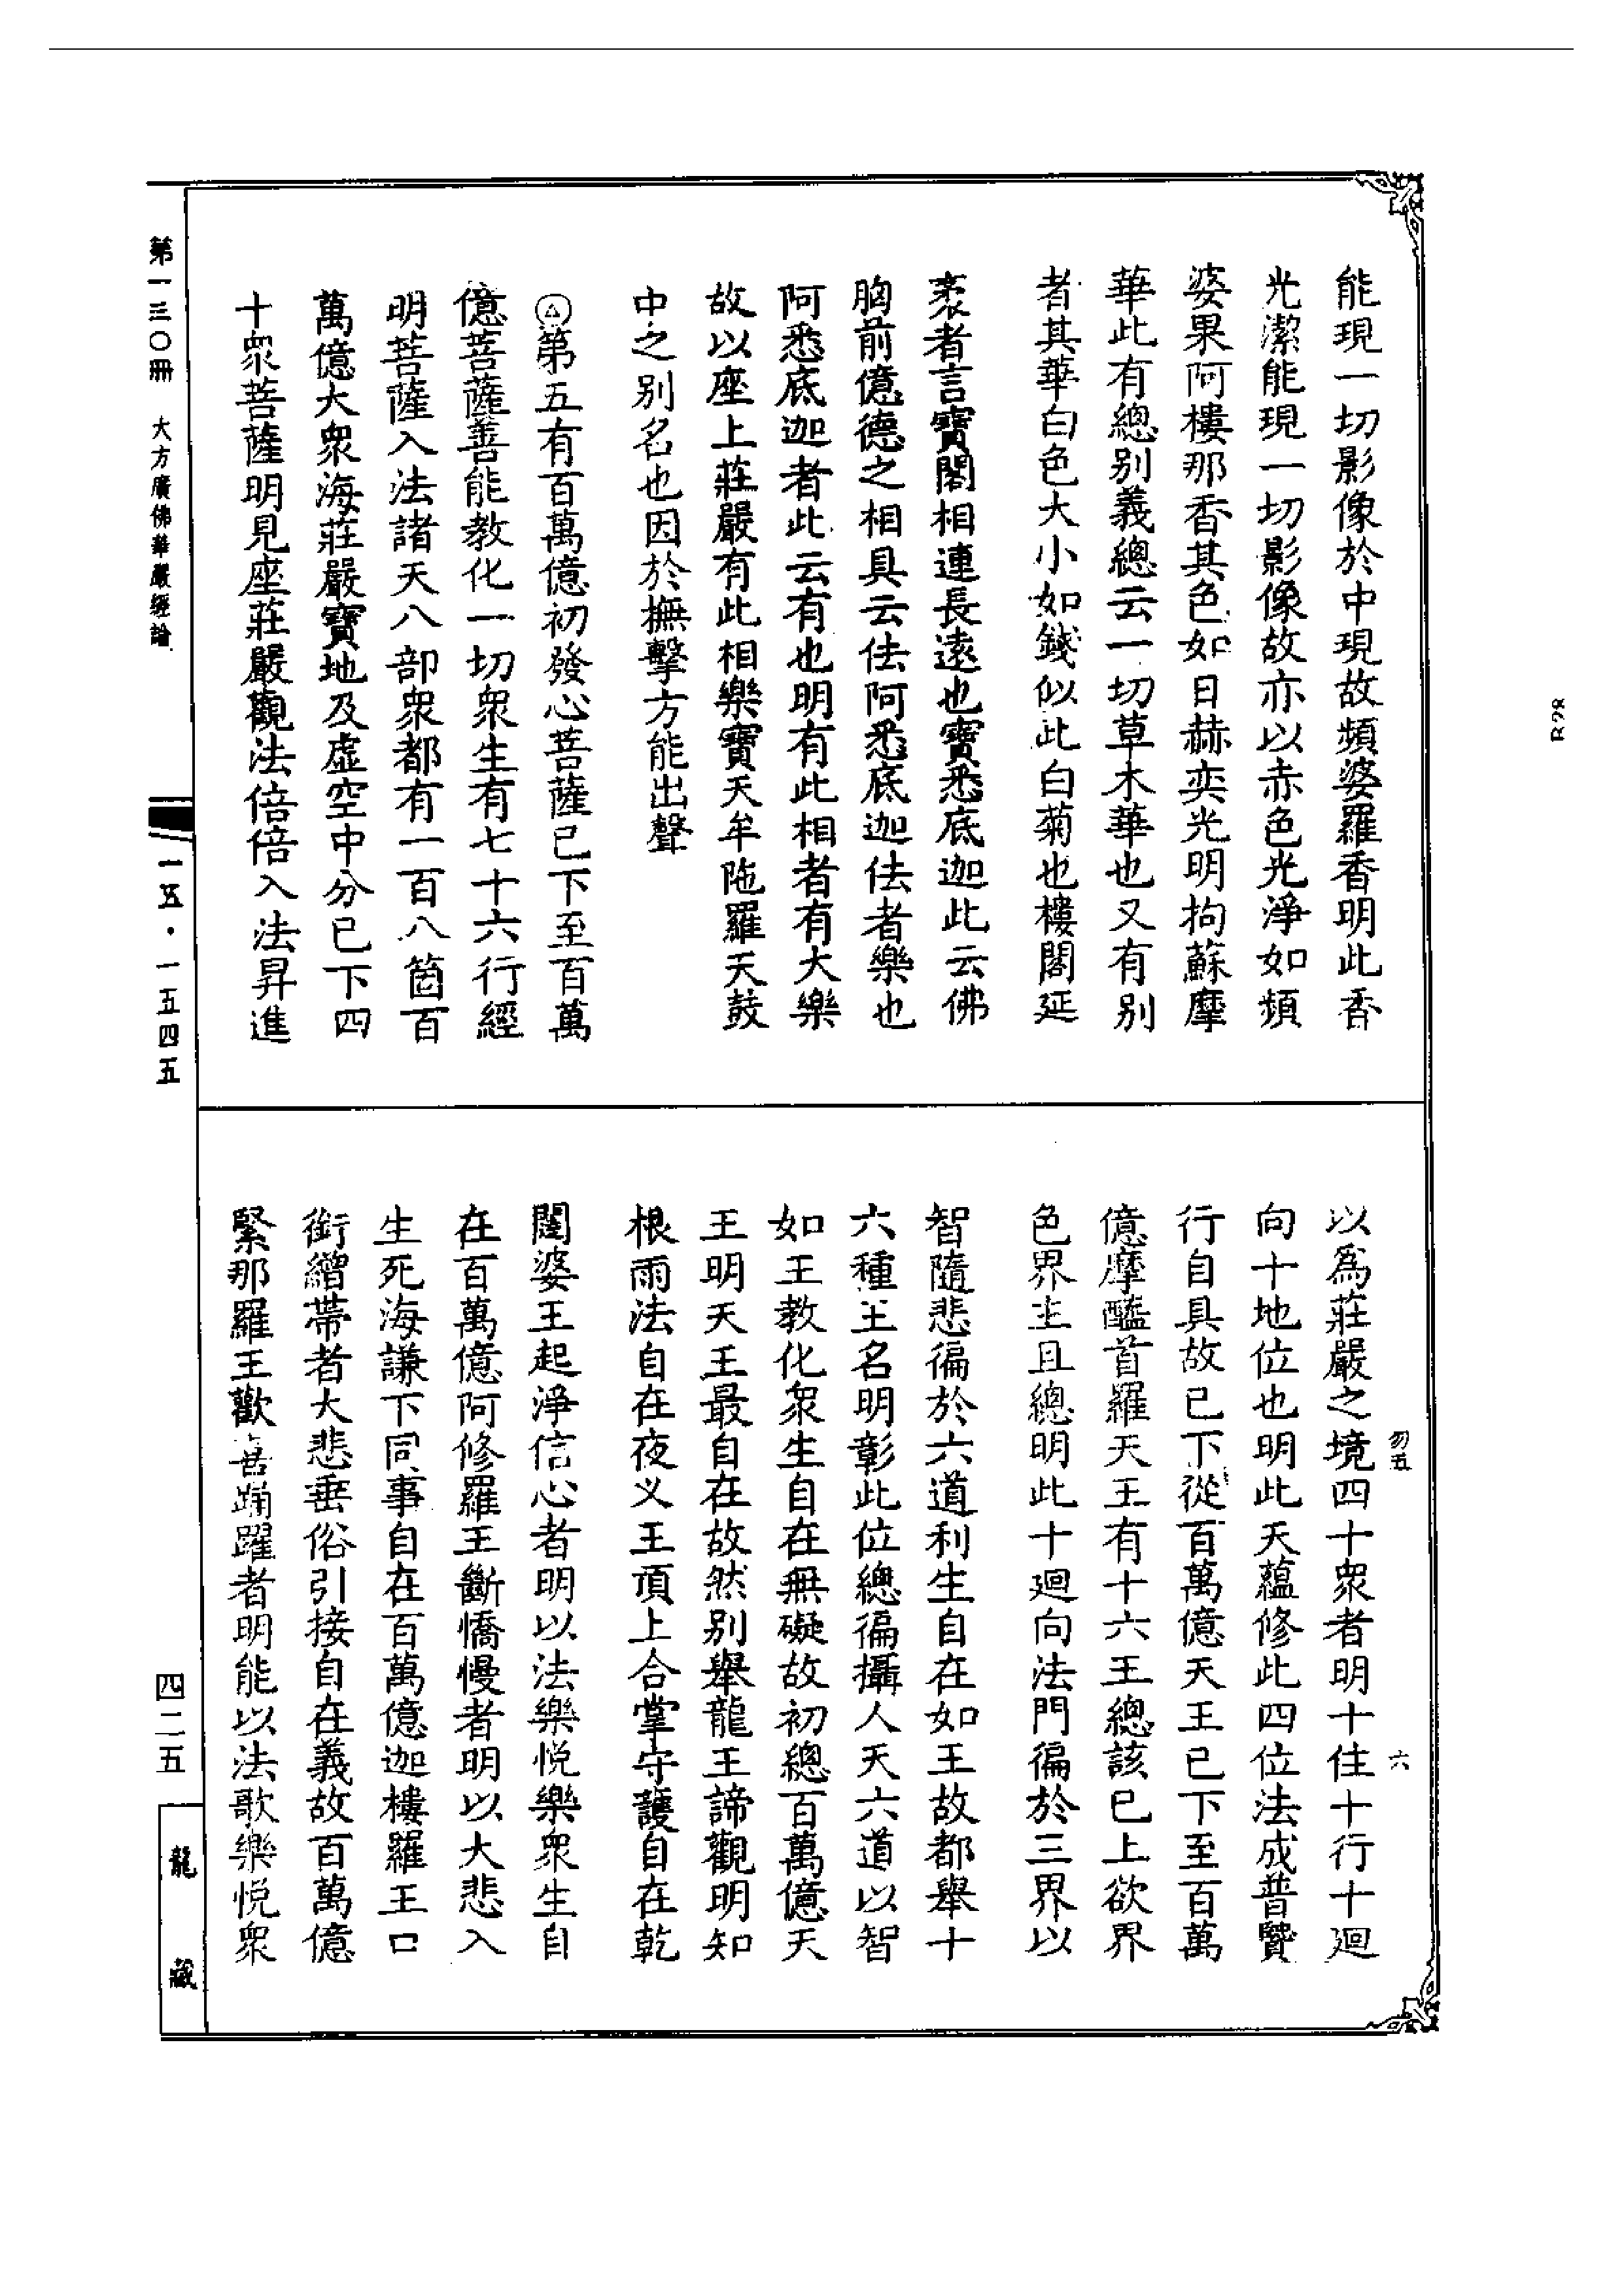 能現一切影像於中現故頻婆羅香明此香
光潔能現一切影像故亦以赤色光淨如頻
婆果阿樓那香其色如日赫奕光明拘蘇摩
華此有總別義總云一切草木華也又有別
者其華白色大小如錢似此白菊也樓閣延
袤者言寶閣相連長遠也寶悉底迦此云佛
胸前億德之相具云佉阿悉底迦佉者樂也
阿悉底迦者此云有也明有此相者有大樂
故以座上莊嚴有此相樂寶天牟陁羅天鼓
中之別名也因於撫擊方能出聲
第五有百萬億初發心菩薩已下至百萬
億菩薩善能教化一切眾生有七十六行經
明菩薩入法諸天八部眾都有一百八箇百
萬億大眾海莊嚴寶地及虛空中分已下四
十眾菩薩明見座莊嚴觀法倍倍入法昇進
以為莊嚴之境四十眾者明十住十行十迴
向十地位也明此天蘊修此四位法成普賢
行自具故已下從百萬億天王已下至百萬
億摩醯首羅天王有十六王總該已上欲界
色界主且總明此十迴向法門徧於三界以
智隨悲徧於六道利生自在如王故都舉十
六種王名明彰此位總徧攝人天六道以智
如王教化眾生自在無礙故初總百萬億天
王明天王最自在故然別舉龍王諦觀明知
根雨法自在夜叉王頂上合掌守護自在乾
闥婆王起淨信心者明以法樂悅樂眾生自
在百萬億阿修羅王斷憍慢者明以大悲入
生死海謙下同事自在百萬億迦樓羅王口
銜繒帶者大悲垂俗引接自在義故百萬億
緊那羅王歡喜踊躍者明能以法歌樂悅眾
勿五
六
第一三〇冊 大方廣佛華嚴經論
一五·一五四五
四二五
龍藏
R98